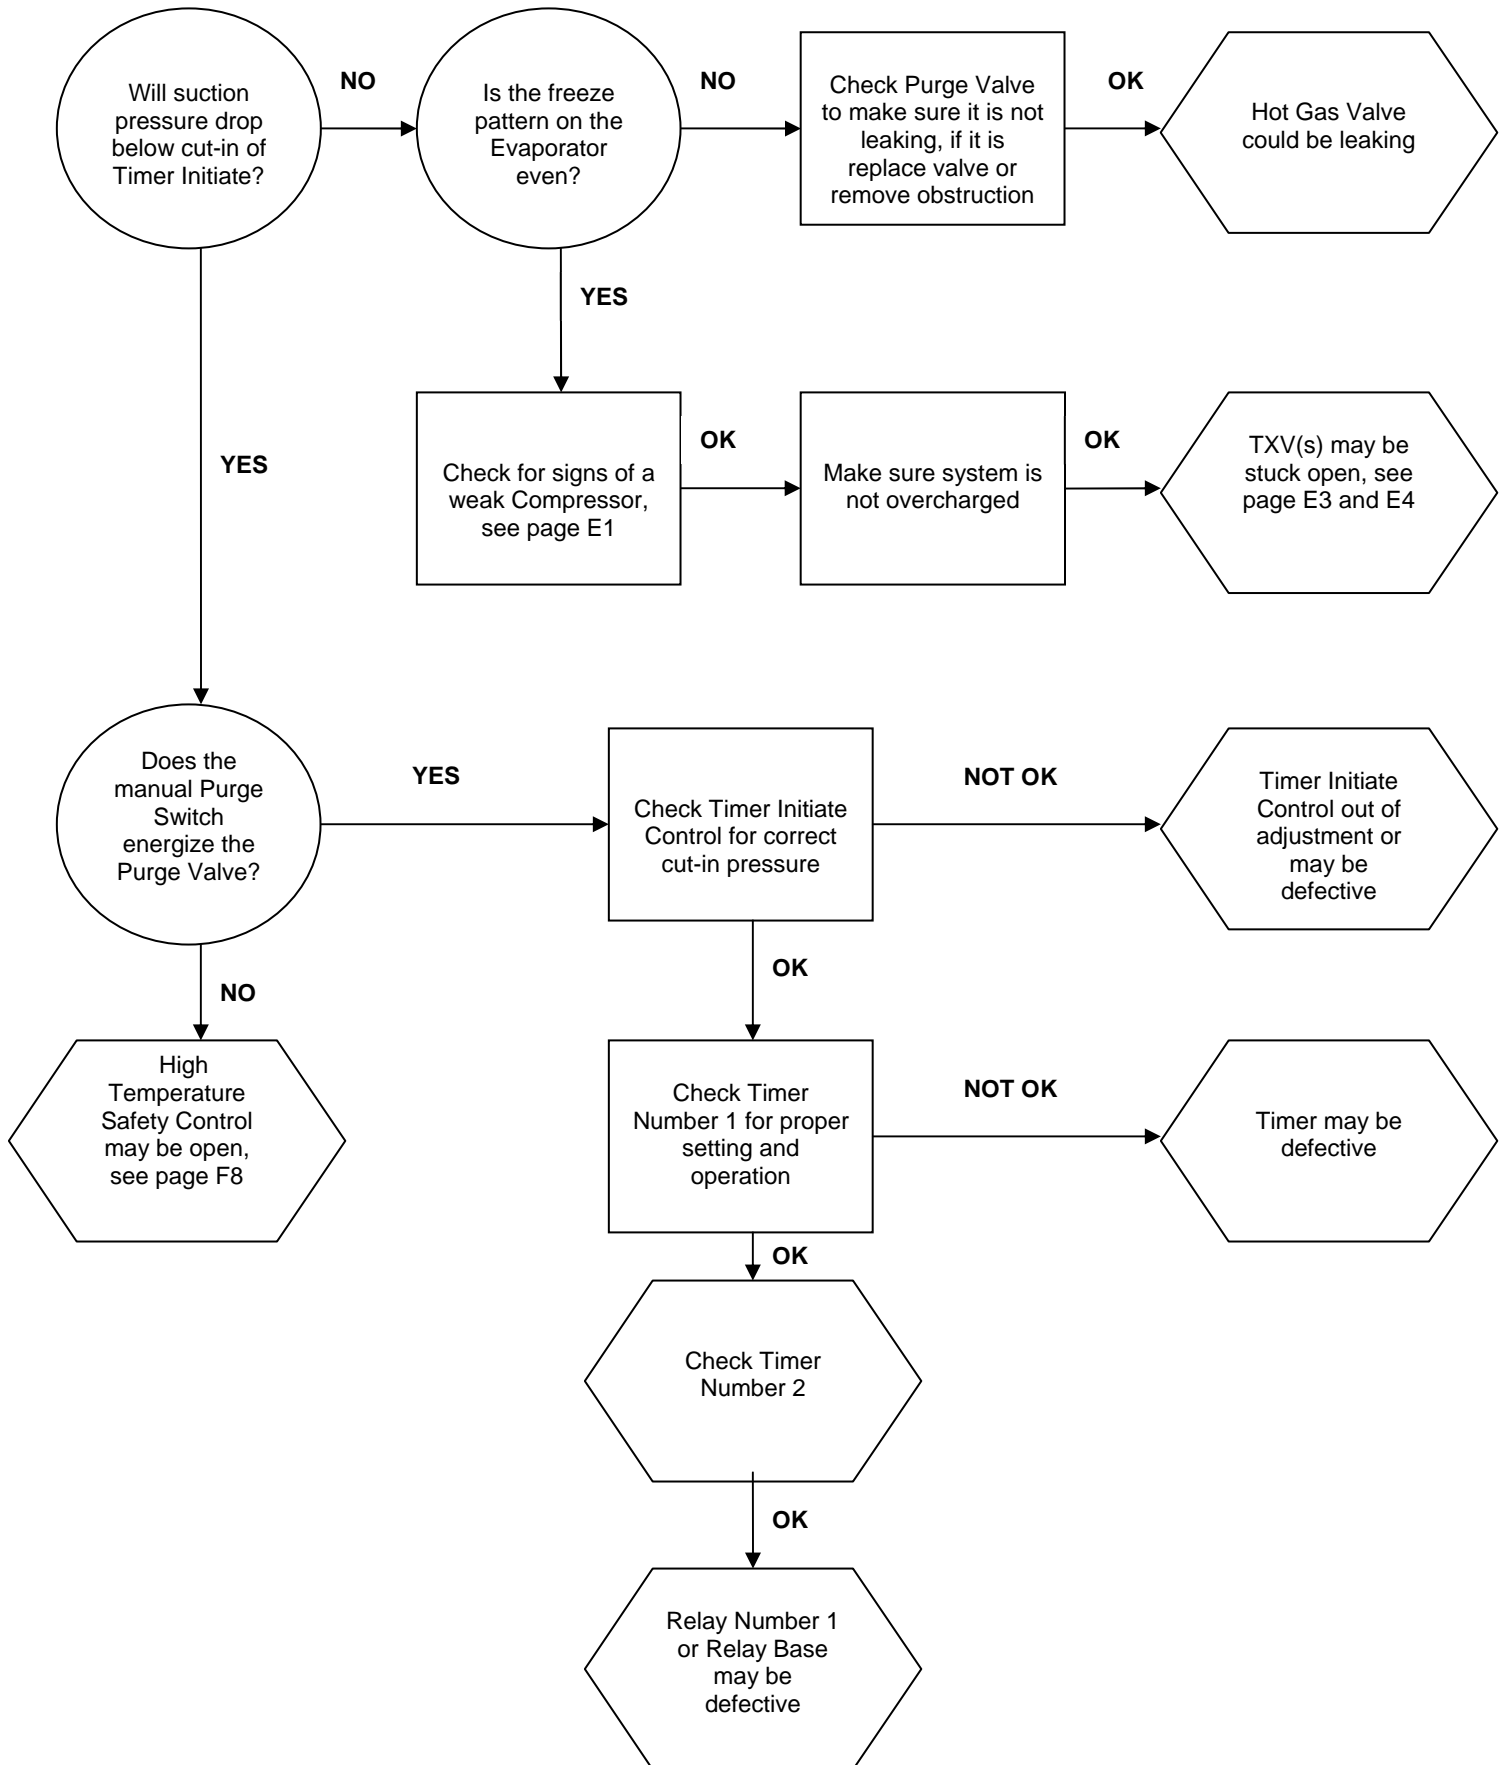 Will suction
pressure drop
below cut-in of
Timer Initiate?
NO
Is the freeze
pattern on the
Evaporator
even?
NO
Check Purge Valve
to make sure it is not
leaking, if it is
replace valve or
remove obstruction
OK
Hot Gas Valve
could be leaking
YES
YES
Check for signs of a
weak Compressor,
see page E1
OK
Make sure system is
not overcharged
OK
TXV(s) may be
stuck open, see
page E3 and E4
Does the
manual Purge
Switch
energize the
Purge Valve?
YES
Check Timer Initiate
Control for correct
cut-in pressure
NOT OK
Timer Initiate
Control out of
adjustment or
may be
defective
NO
OK
High
Temperature
Safety Control
may be open,
see page F8
Check Timer
Number 1 for proper
setting and
operation
NOT OK
Timer may be
defective
OK
Check Timer
Number 2
OK
Relay Number 1
or Relay Base
may be
defective